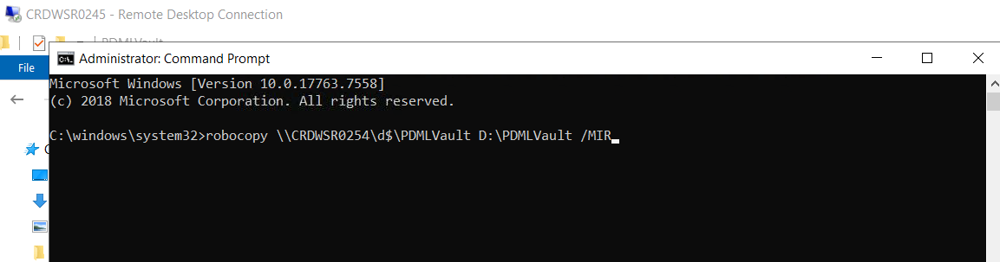 CRDWSR0245 - Remote Desktop Connection
PDMLVault
Administrator: Command Prompt
File
Microsoft Windows [Version 10.0.17763.7558]
(c) 2018 Microsoft Corporation. All rights reserved.
C:\windows\system32>robocopy \\CRDWSR0254\d$\PDMLVault D:\PDMLVault /MIR